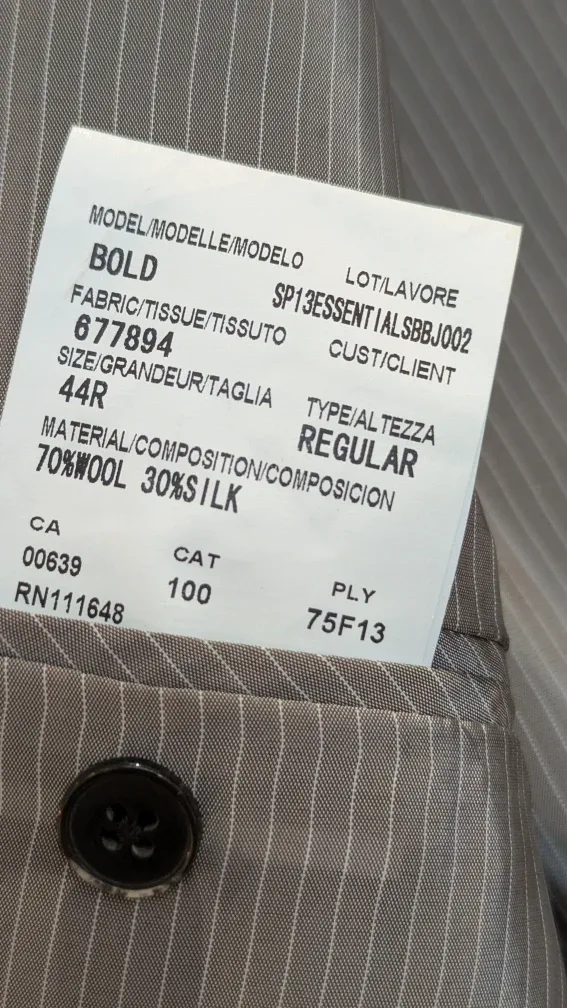 MODEL/MODELLE/MODELO LOT/LAVORE
BOLD SP13ESSENTIALSBBJ002
FABRIC/TISSUE/TISSUTO CUST/CLIENT
677894
SIZE/GRANDEUR/TAGLIA TYPE/ALTEZZA
44R REGULAR
MATERIAL/COMPOSITION/COMPOSICION
70%WOOL 30%SILK
CA CAT PLY
00639 100 75F13
RN111648